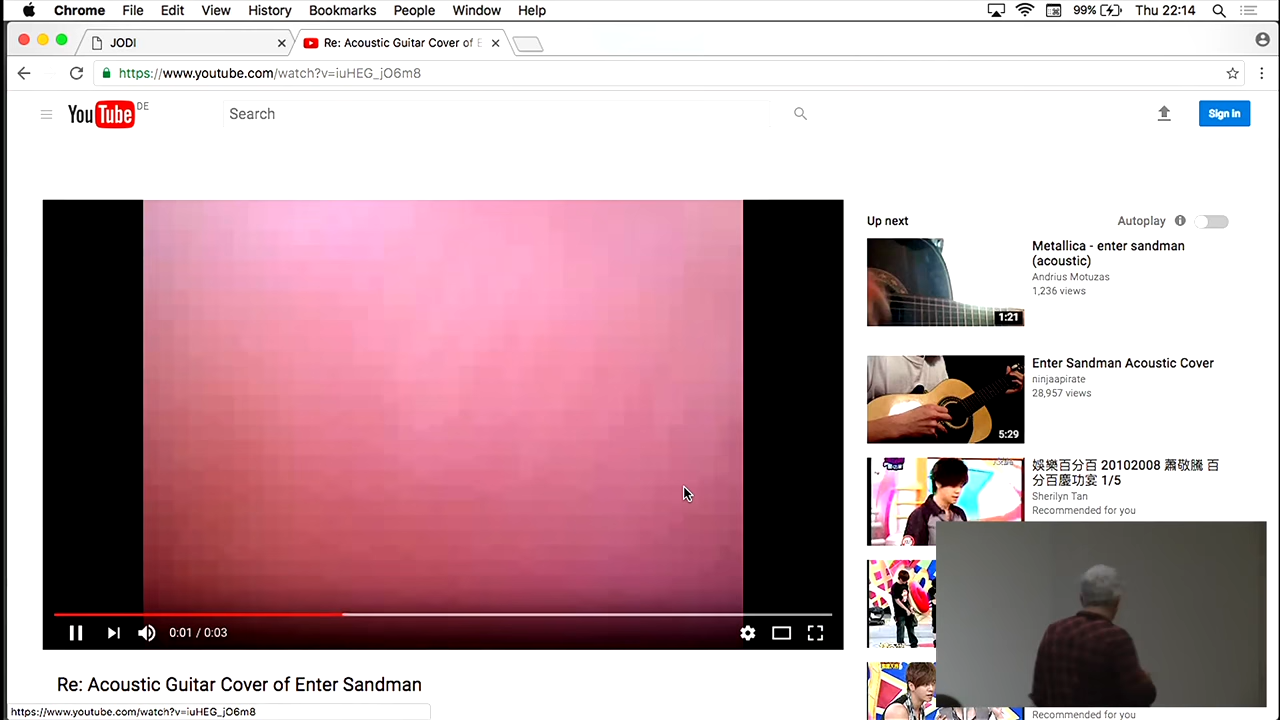 Chrome File Edit View History Bookmarks People Window Help 99% Thu 22:14
JODI Re: Acoustic Guitar Cover of E
https://www.youtube.com/watch?v=iuHEG_jO6m8
YouTube DE Search Sign in
Up next Autoplay
Metallica - enter sandman
(acoustic)
Andrius Motuzas
1,236 views
1:21
Enter Sandman Acoustic Cover
ninjaapirate
28,957 views
5:29
娛樂百分百 20102008 蕭敬騰 百
分百慶功宴 1/5
Sherilyn Tan
Recommended for you
0:01 / 0:03
Re: Acoustic Guitar Cover of Enter Sandman
https://www.youtube.com/watch?v=iuHEG_jO6m8
Recommended for you